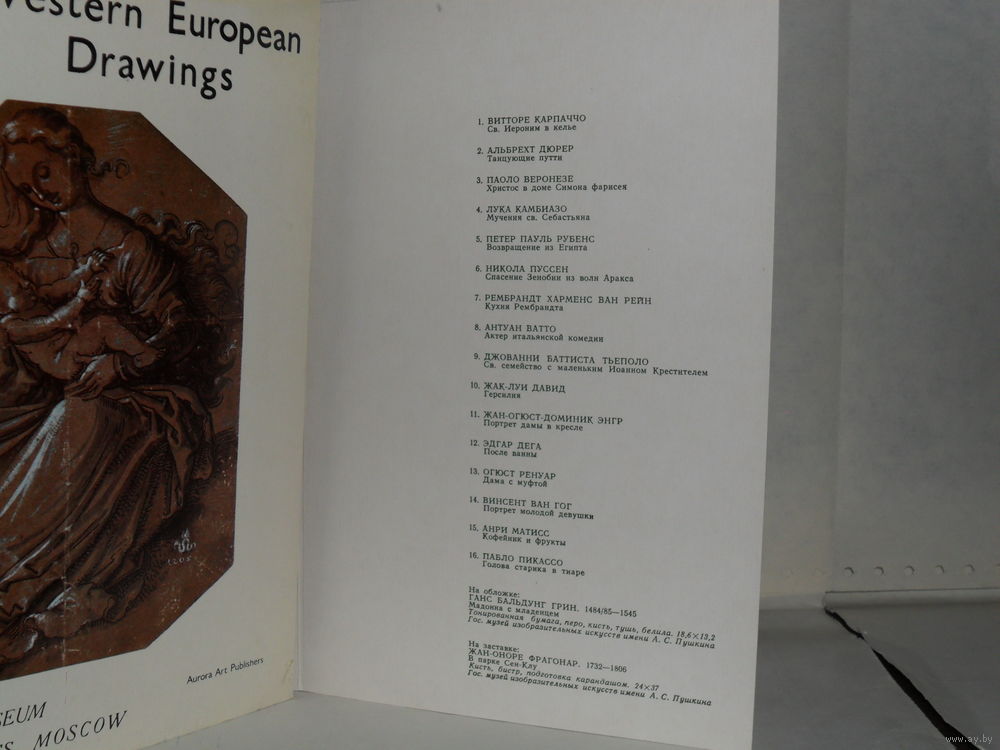 Western European
Drawings
Aurora Art Publishers
MOSCOW
1. ВИТТОРЕ КАРПАЧЧО
Св. Иероним в келье
2. АЛЬБРЕХТ ДЮРЕР
Танцующие путти
3. ПАОЛО ВЕРОНЕЗЕ
Христос в доме Симона фарисея
4. ЛУКА КАМБИАЗО
Мучения св. Себастьяна
5. ПЕТЕР ПАУЛЬ РУБЕНС
Возвращение из Египта
6. НИКОЛА ПУССЕН
Спасение Зенобии из волн Аракса
7. РЕМБРАНДТ ХАРМЕНС ВАН РЕЙН
Кухня Рембрандта
8. АНТУАН ВАТТО
Актер итальянской комедии
9. ДЖОВАННИ БАТТИСТА ТЬЕПОЛО
Св. семейство с маленьким Иоанном Крестителем
10. ЖАК-ЛУИ ДАВИД
Герсилия
11. ЖАН-ОГЮСТ-ДОМИНИК ЭНГР
Портрет дамы в кресле
12. ЭДГАР ДЕГА
После ванны
13. ОГЮСТ РЕНУАР
Дама с муфтой
14. ВИНСЕНТ ВАН ГОГ
Портрет молодой девушки
15. АНРИ МАТИСС
Кофейник и фрукты
16. ПАБЛО ПИКАССО
Голова старика в тиаре
На обложке:
ГАНС БАЛЬДУНГ ГРИН. 1484/85—1545
Мадонна с младенцем
Тонированная бумага, перо, кисть, тушь, белила. 18,6×13,2
Гос. музей изобразительных искусств имени А. С. Пушкина
На заставке:
ЖАН-ОНОРЕ ФРАГОНАР. 1732—1806
В парке Сен-Клу
Кисть, бистр, подготовка карандашом. 24×37
Гос. музей изобразительных искусств имени А. С. Пушкина
www.ay.by